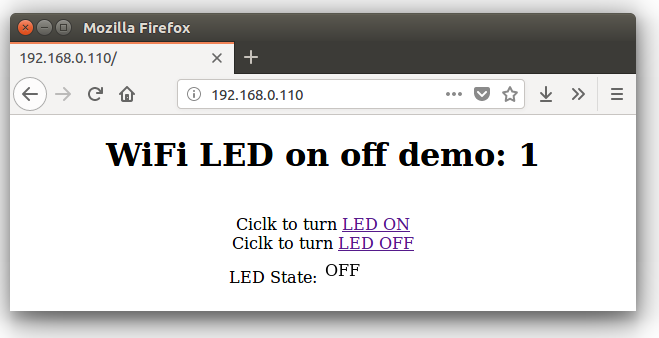 Mozilla Firefox
192.168.0.110/
192.168.0.110
WiFi LED on off demo: 1
Ciclk to turn LED ON
Ciclk to turn LED OFF
LED State: OFF